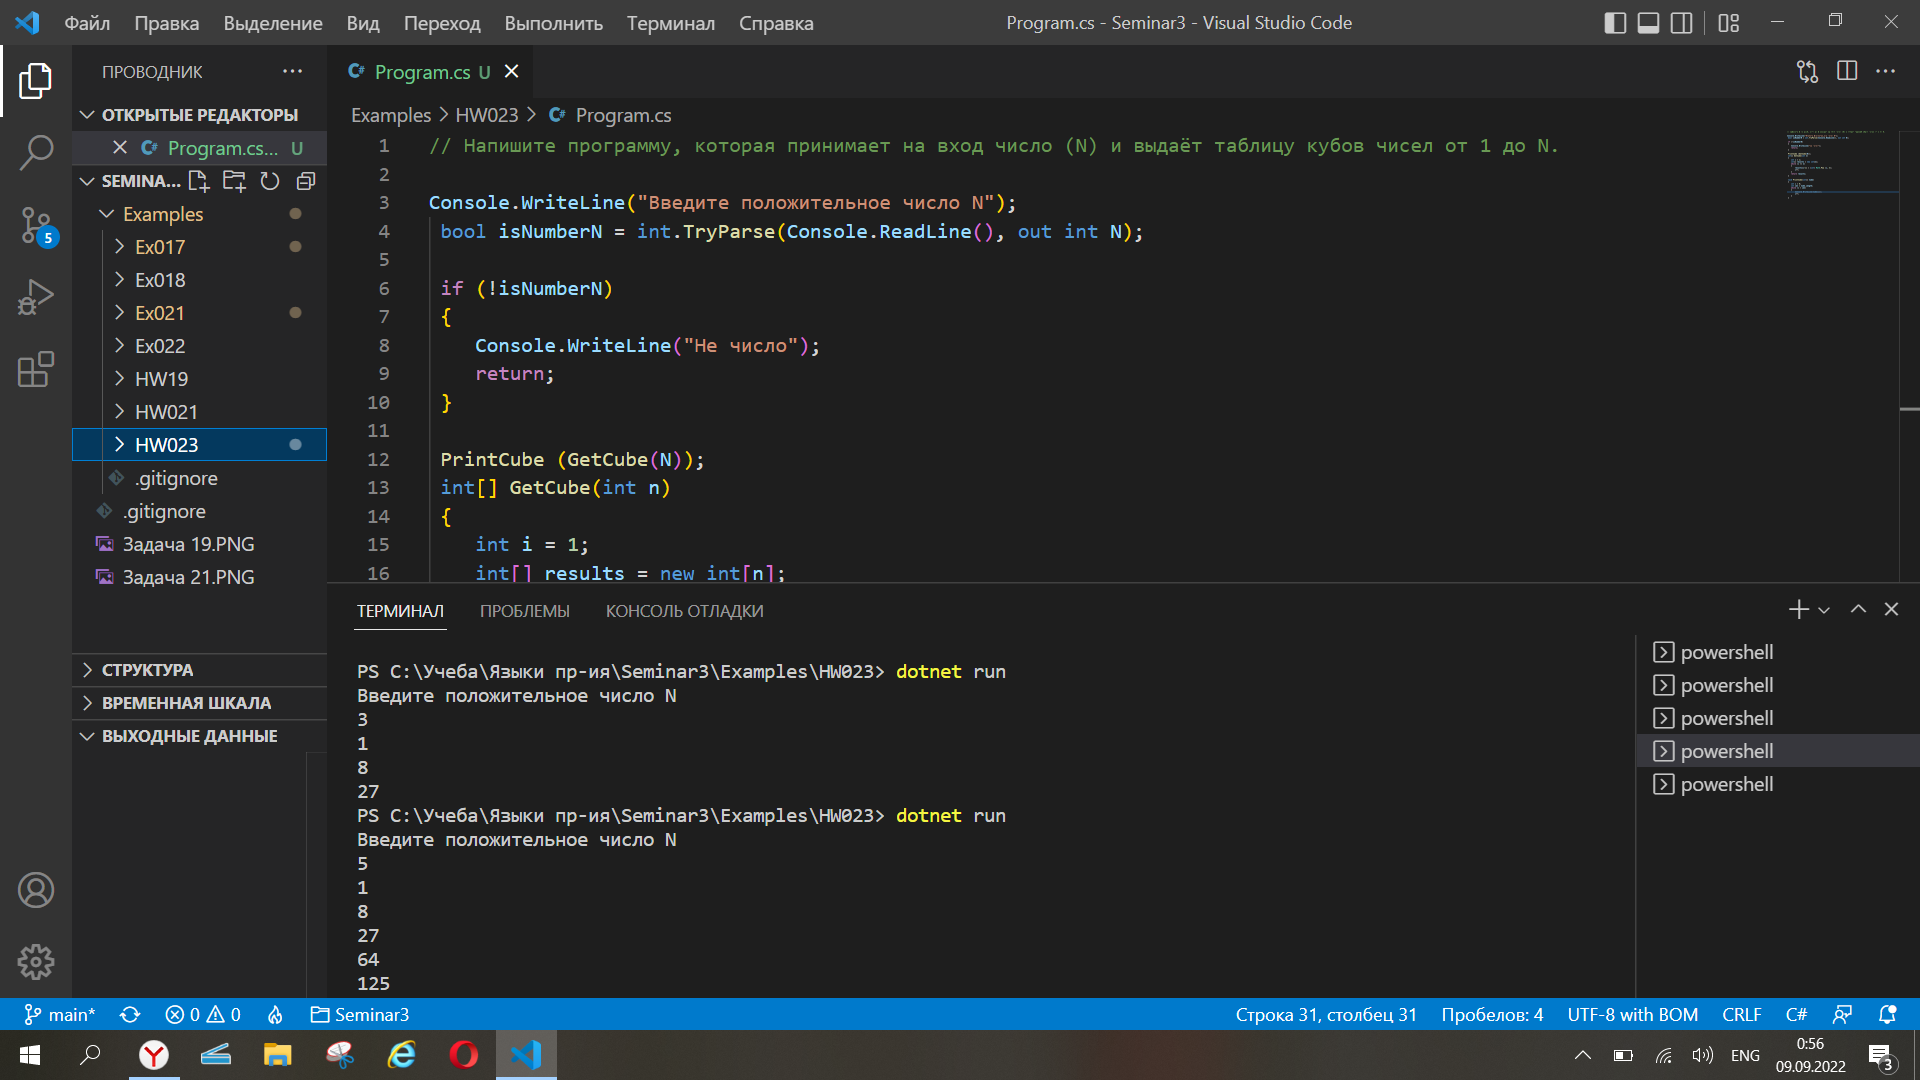 Файл Правка Выделение Вид Переход Выполнить Терминал Справка
Program.cs - Seminar3 - Visual Studio Code
ПРОВОДНИК
ОТКРЫТЫЕ РЕДАКТОРЫ
Program.cs... U
SEMINA...
Examples
Ex017
Ex018
Ex021
Ex022
HW19
HW021
HW023
.gitignore
.gitignore
Задача 19.PNG
Задача 21.PNG
СТРУКТУРА
ВРЕМЕННАЯ ШКАЛА
ВЫХОДНЫЕ ДАННЫЕ
5
Program.cs U
Examples > HW023 > Program.cs
1 // Напишите программу, которая принимает на вход число (N) и выдаёт таблицу кубов чисел от 1 до N.
2
3 Console.WriteLine("Введите положительное число N");
4 bool isNumberN = int.TryParse(Console.ReadLine(), out int N);
5
6 if (!isNumberN)
7 {
8 Console.WriteLine("Не число");
9 return;
10 }
11
12 PrintCube (GetCube(N));
13 int[] GetCube(int n)
14 {
15 int i = 1;
16 int[] results = new int[n];
ТЕРМИНАЛ ПРОБЛЕМЫ КОНСОЛЬ ОТЛАДКИ
PS C:\Учеба\Языки пр-ия\Seminar3\Examples\HW023> dotnet run
Введите положительное число N
3
1
8
27
PS C:\Учеба\Языки пр-ия\Seminar3\Examples\HW023> dotnet run
Введите положительное число N
5
1
8
27
64
125
powershell
powershell
powershell
powershell
powershell
main* 0 0 Seminar3
Строка 31, столбец 31 Пробелов: 4 UTF-8 with BOM CRLF C#
ENG
0:56
09.09.2022
3